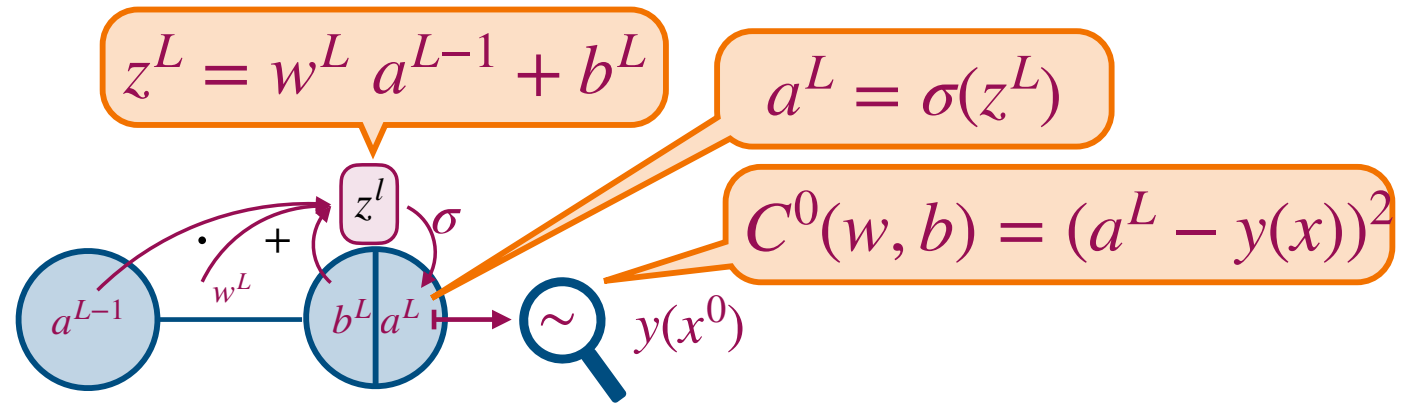 z^L = w^L a^{L−1} + b^L
a^L = σ(z^L)
C^0(w, b) = (a^L − y(x))^2
z^l
σ
· +
w^L
a^{L−1}
b^L a^L
~
y(x^0)